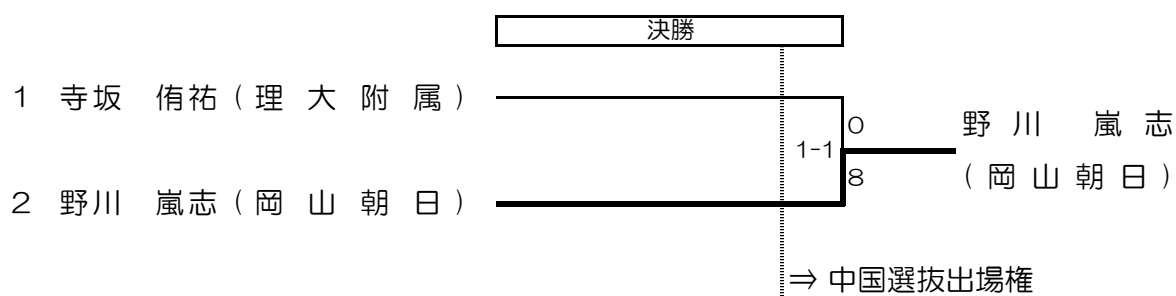 決勝
1 寺坂 侑祐(理大附属)
0
野川 嵐志
1-1
8
(岡山朝日)
2 野川 嵐志(岡山朝日)
⇒ 中国選抜出場権